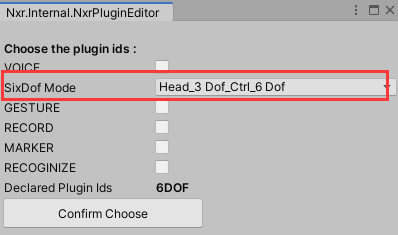 Nxr.Internal.NxrPluginEditor
Choose the plugin ids :
VOICE
SixDof Mode Head_3 Dof_Ctrl_6 Dof
GESTURE
RECORD
MARKER
RECOGINIZE
Declared Plugin Ids 6DOF
Confirm Choose